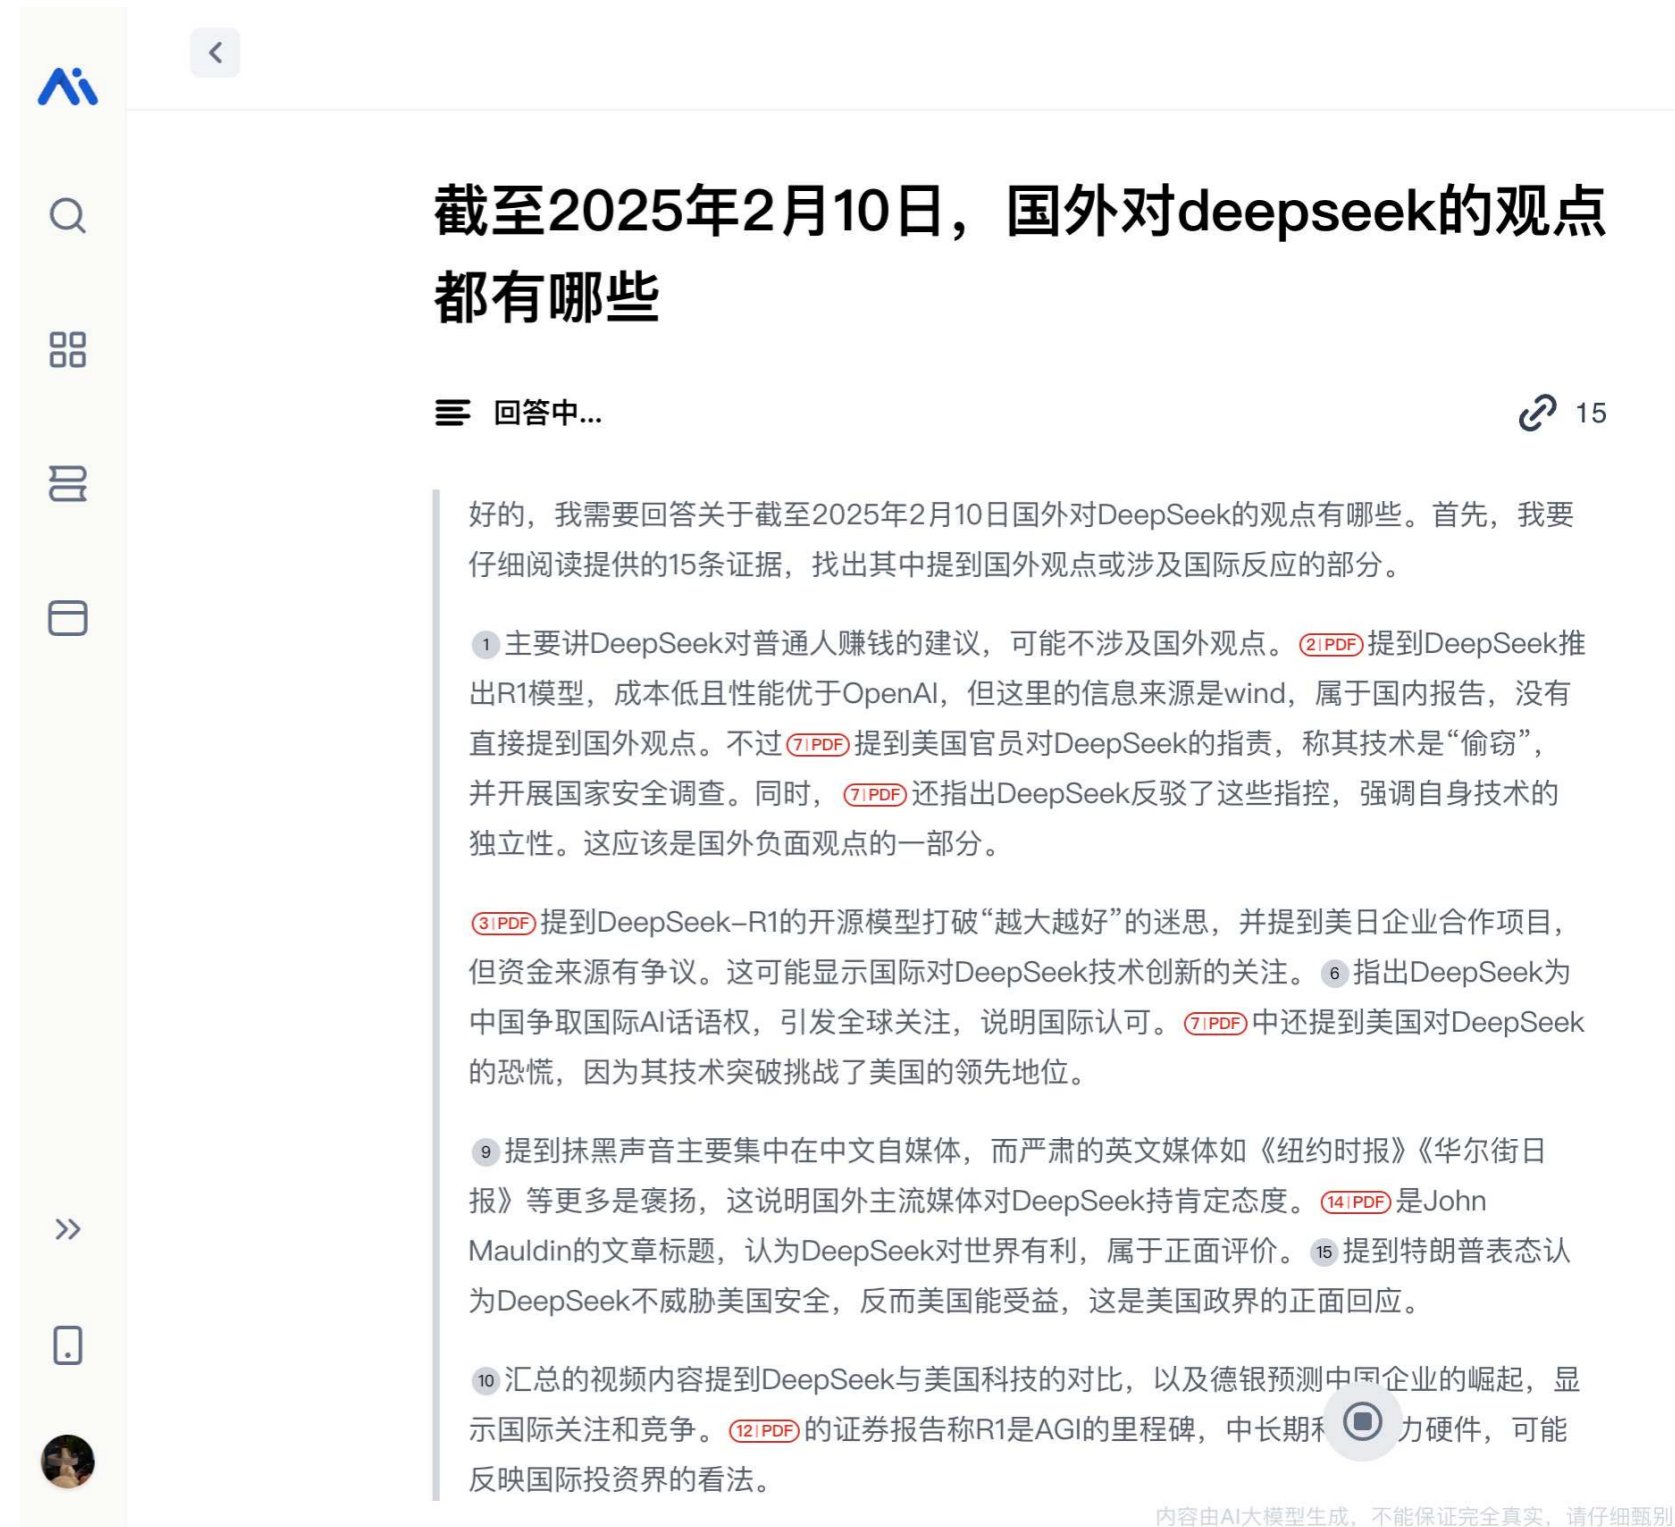 截至2025年2月10日，国外对deepseek的观点
都有哪些
回答中...
15
好的，我需要回答关于截至2025年2月10日国外对DeepSeek的观点有哪些。首先，我要
仔细阅读提供的15条证据，找出其中提到国外观点或涉及国际反应的部分。
1 主要讲DeepSeek对普通人赚钱的建议，可能不涉及国外观点。2|PDF 提到DeepSeek推
出R1模型，成本低且性能优于OpenAI，但这里的信息来源是wind，属于国内报告，没有
直接提到国外观点。不过 7|PDF 提到美国官员对DeepSeek的指责，称其技术是“偷窃”，
并开展国家安全调查。同时，7|PDF 还指出DeepSeek反驳了这些指控，强调自身技术的
独立性。这应该是国外负面观点的一部分。
3|PDF 提到DeepSeek-R1的开源模型打破“越大越好”的迷思，并提到美日企业合作项目，
但资金来源有争议。这可能显示国际对DeepSeek技术创新的关注。6 指出DeepSeek为
中国争取国际AI话语权，引发全球关注，说明国际认可。7|PDF 中还提到美国对DeepSeek
的恐慌，因为其技术突破挑战了美国的领先地位。
9 提到抹黑声音主要集中在中文自媒体，而严肃的英文媒体如《纽约时报》《华尔街日
报》等更多是褒扬，这说明国外主流媒体对DeepSeek持肯定态度。14|PDF 是John
Mauldin的文章标题，认为DeepSeek对世界有利，属于正面评价。15 提到特朗普表态认
为DeepSeek不威胁美国安全，反而美国能受益，这是美国政界的正面回应。
10 汇总的视频内容提到DeepSeek与美国科技的对比，以及德银预测中国企业的崛起，显
示国际关注和竞争。12|PDF 的证券报告称R1是AGI的里程碑，中长期 力硬件，可能
反映国际投资界的看法。
内容由AI大模型生成，不能保证完全真实，请仔细甄别